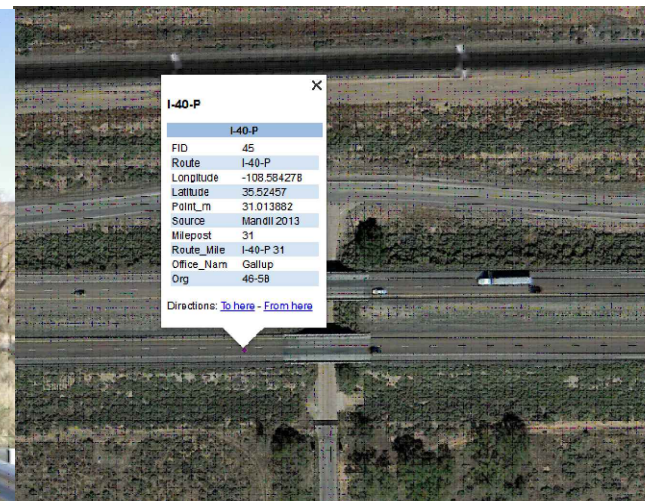 I-40-P
I-40-P
FID 45
Route I-40-P
Longitude -108.584278
Latitude 35.52457
Point_m 31.013882
Source Mandli 2013
Milepost 31
Route_Mile I-40-P 31
Office_Nam Gallup
Org 46-5B
Directions: To here - From here